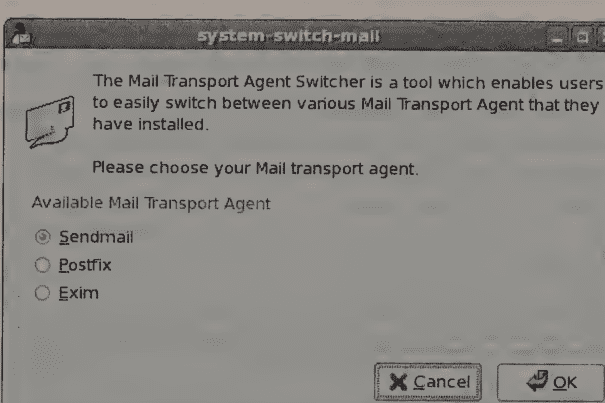 system-switch-mail
The Mail Transport Agent Switcher is a tool which enables users
to easily switch between various Mail Transport Agent that they
have installed.
Please choose your Mail transport agent.
Available Mail Transport Agent
Sendmail
Postfix
Exim
Cancel
OK